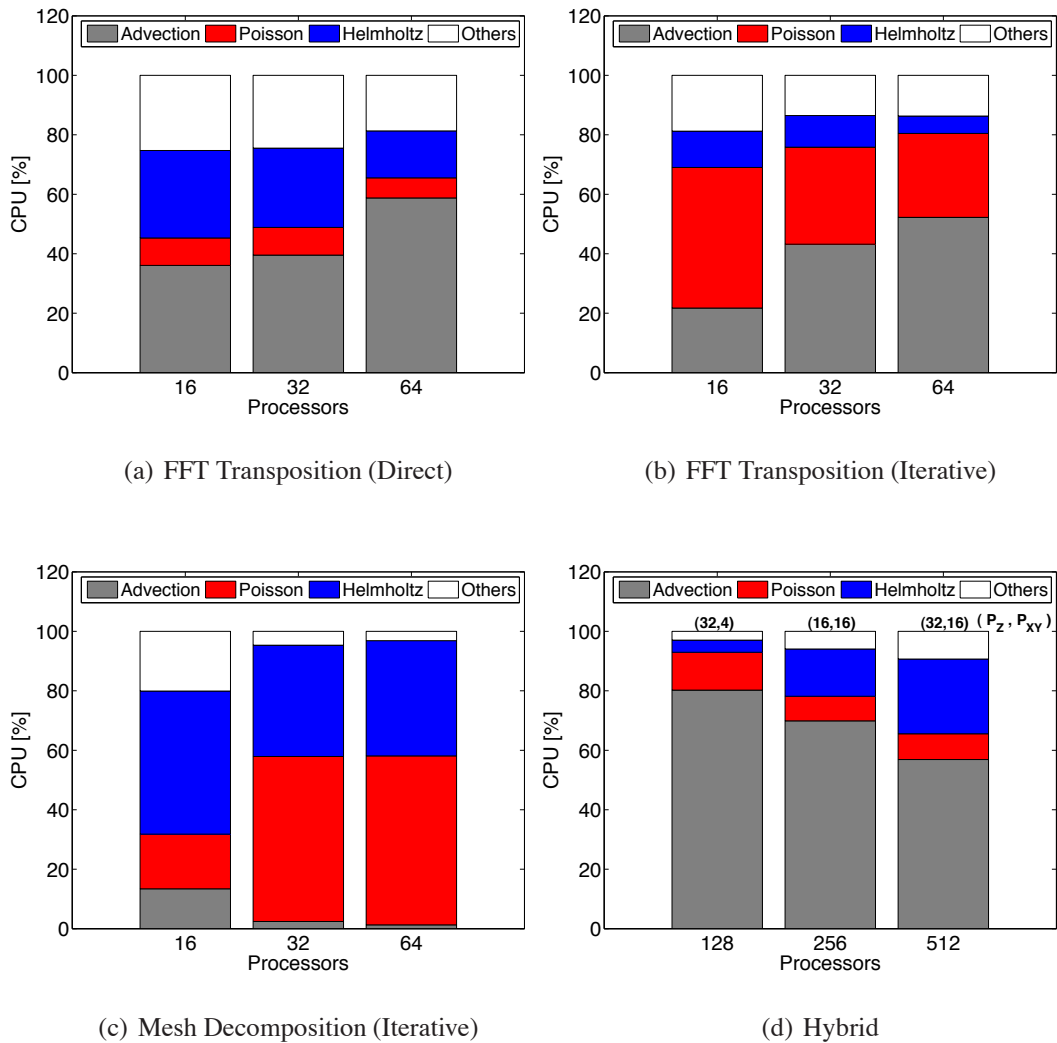 Advection Poisson Helmholtz Others
120
100
80
60
40
20
0
CPU [%]
16 32 64
Processors
(a) FFT Transposition (Direct)
Advection Poisson Helmholtz Others
120
100
80
60
40
20
0
CPU [%]
16 32 64
Processors
(b) FFT Transposition (Iterative)
Advection Poisson Helmholtz Others
120
100
80
60
40
20
0
CPU [%]
16 32 64
Processors
(c) Mesh Decomposition (Iterative)
Advection Poisson Helmholtz Others
(32,4) (16,16) (32,16) (P_Z , P_XY)
120
100
80
60
40
20
0
CPU [%]
128 256 512
Processors
(d) Hybrid